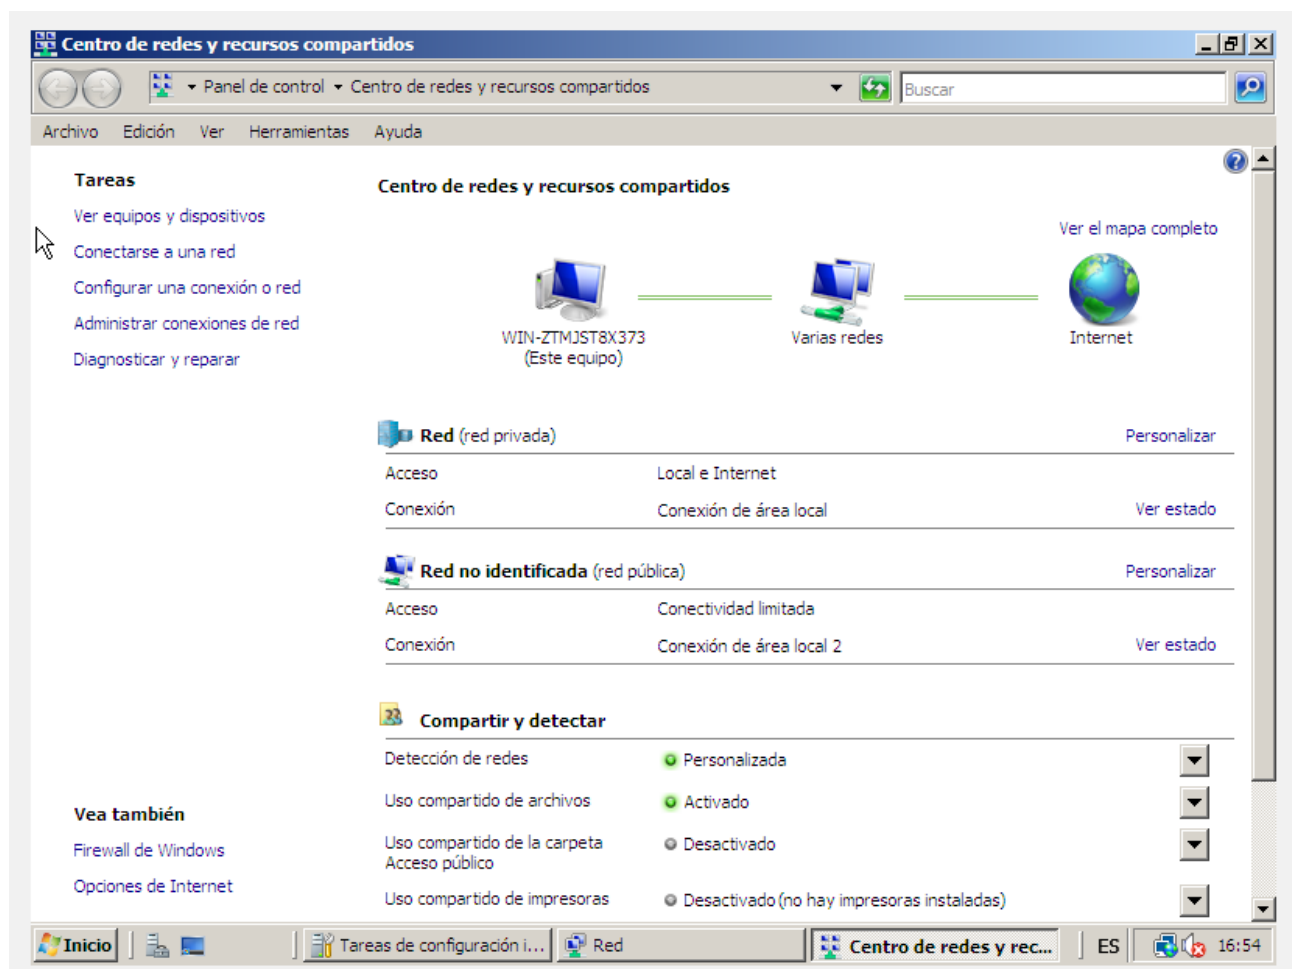 Centro de redes y recursos compartidos
Panel de control Centro de redes y recursos compartidos
Buscar
Archivo Edición Ver Herramientas Ayuda
Tareas
Ver equipos y dispositivos
Conectarse a una red
Configurar una conexión o red
Administrar conexiones de red
Diagnosticar y reparar
Vea también
Firewall de Windows
Opciones de Internet
Centro de redes y recursos compartidos
Ver el mapa completo
WIN-ZTMJST8X373
(Este equipo)
Varias redes
Internet
Red (red privada) Personalizar
Acceso Local e Internet
Conexión Conexión de área local Ver estado
Red no identificada (red pública) Personalizar
Acceso Conectividad limitada
Conexión Conexión de área local 2 Ver estado
Compartir y detectar
Detección de redes Personalizada
Uso compartido de archivos Activado
Uso compartido de la carpeta Desactivado
Acceso público
Uso compartido de impresoras Desactivado (no hay impresoras instaladas)
Inicio Tareas de configuración i... Red Centro de redes y rec... ES 16:54